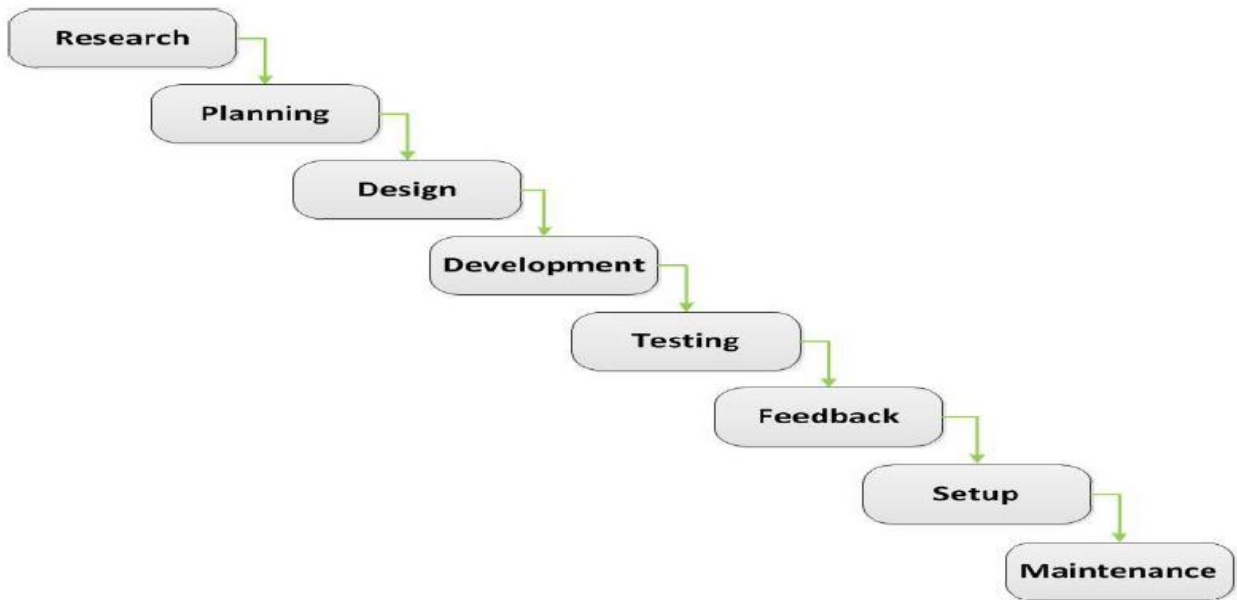 Research
Planning
Design
Development
Testing
Feedback
Setup
Maintenance